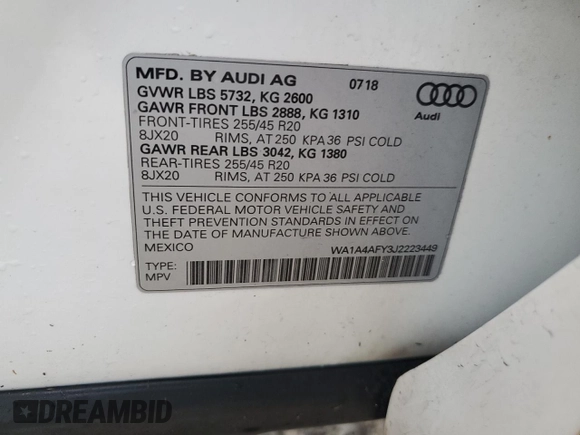 MFD. BY AUDI AG 0718
GVWR LBS 5732, KG 2600
GAWR FRONT LBS 2888, KG 1310
FRONT-TIRES 255/45 R20
8JX20 RIMS, AT 250 KPA 36 PSI COLD
GAWR REAR LBS 3042, KG 1380
REAR-TIRES 255/45 R20
8JX20 RIMS, AT 250 KPA 36 PSI COLD
Audi
THIS VEHICLE CONFORMS TO ALL APPLICABLE
U.S. FEDERAL MOTOR VEHICLE SAFETY AND
THEFT PREVENTION STANDARDS IN EFFECT ON
THE DATE OF MANUFACTURE SHOWN ABOVE.
MEXICO WA1A4AFY3J2223449
TYPE:
MPV
DREAMBID